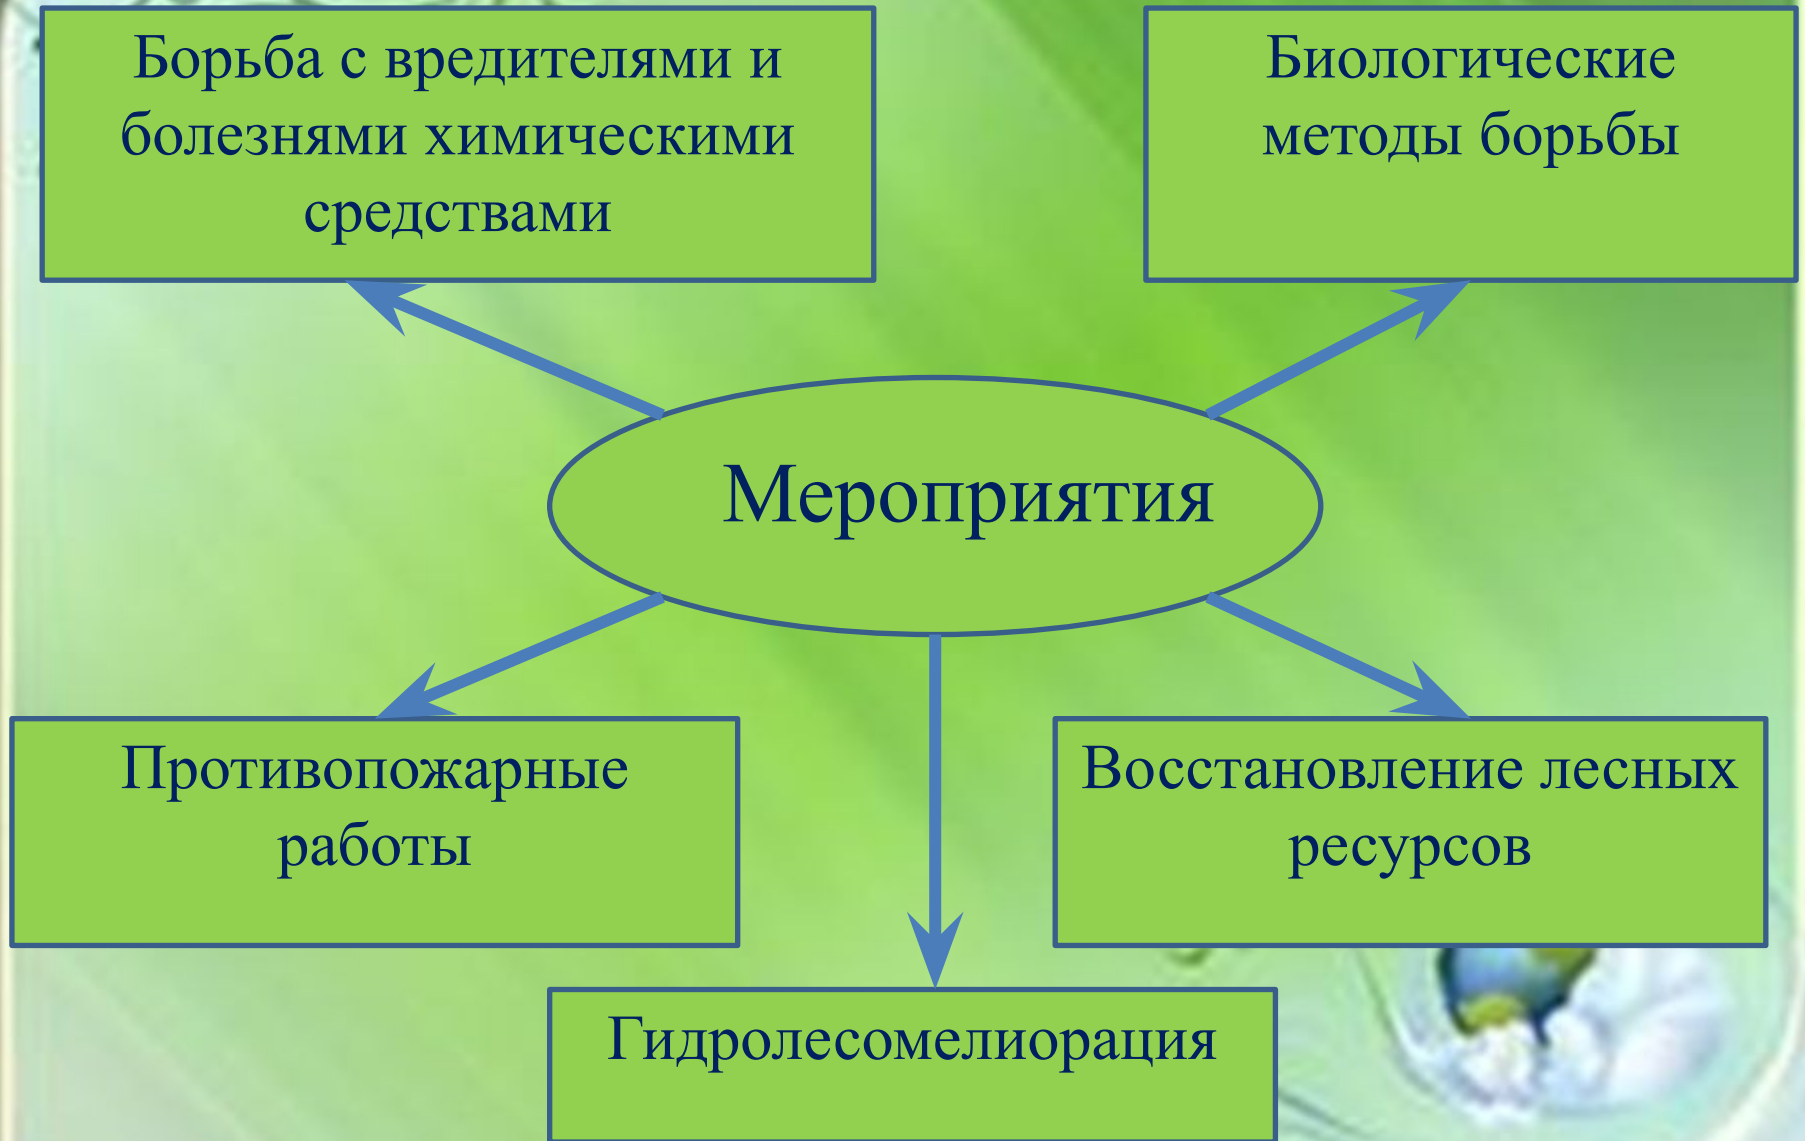 Борьба с вредителями и
болезнями химическими
средствами
Биологические
методы борьбы
Мероприятия
Противопожарные
работы
Восстановление лесных
ресурсов
Гидролесомелиорация